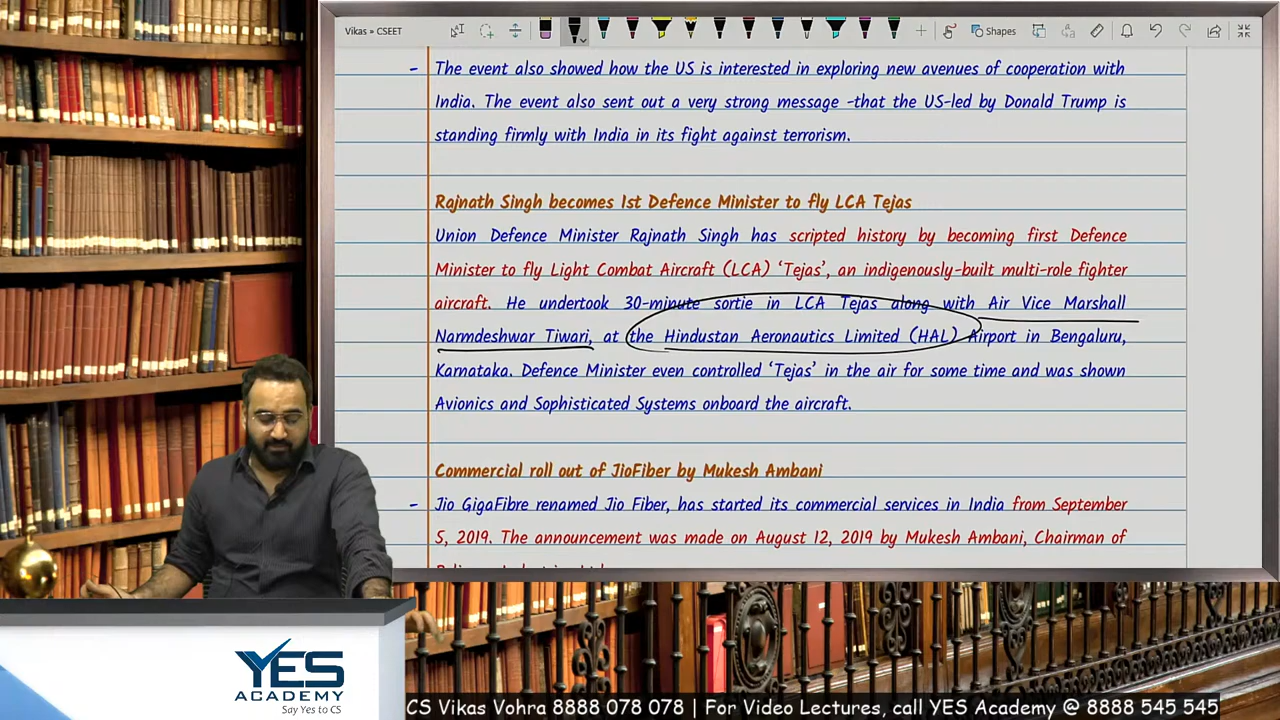 Vikas » CSEET
Shapes
- The event also showed how the US is interested in exploring new avenues of cooperation with
India. The event also sent out a very strong message -that the US-led by Donald Trump is
standing firmly with India in its fight against terrorism.
Rajnath Singh becomes 1st Defence Minister to fly LCA Tejas
Union Defence Minister Rajnath Singh has scripted history by becoming first Defence
Minister to fly Light Combat Aircraft (LCA) ‘Tejas’, an indigenously-built multi-role fighter
aircraft. He undertook 30-minute sortie in LCA Tejas along with Air Vice Marshall
Narmdeshwar Tiwari, at the Hindustan Aeronautics Limited (HAL) Airport in Bengaluru,
Karnataka. Defence Minister even controlled ‘Tejas’ in the air for some time and was shown
Avionics and Sophisticated Systems onboard the aircraft.
Commercial roll out of JioFiber by Mukesh Ambani
- Jio GigaFibre renamed Jio Fiber, has started its commercial services in India from September
5, 2019. The announcement was made on August 12, 2019 by Mukesh Ambani, Chairman of
YES
ACADEMY
Say Yes to CS
CS Vikas Vohra 8888 078 078 | For Video Lectures, call YES Academy @ 8888 545 545